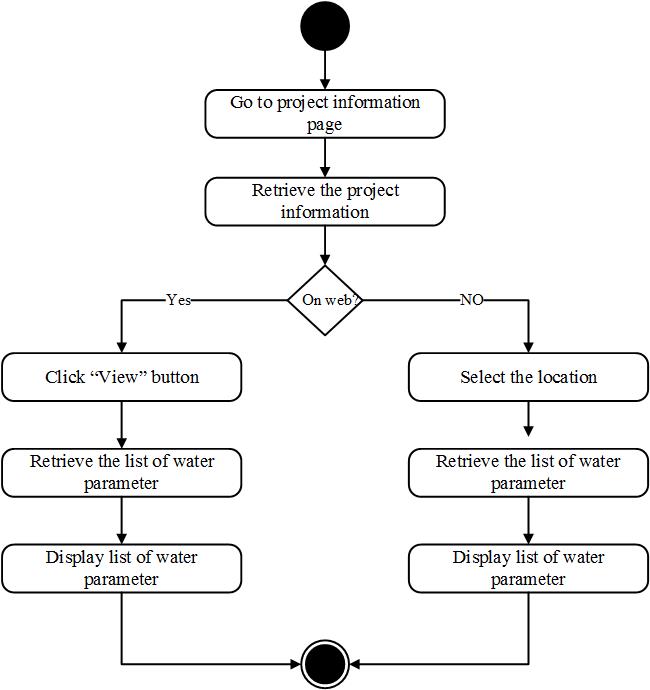 Go to project information
page
Retrieve the project
information
On web?
Yes
NO
Click “View” button
Select the location
Retrieve the list of water
parameter
Retrieve the list of water
parameter
Display list of water
parameter
Display list of water
parameter